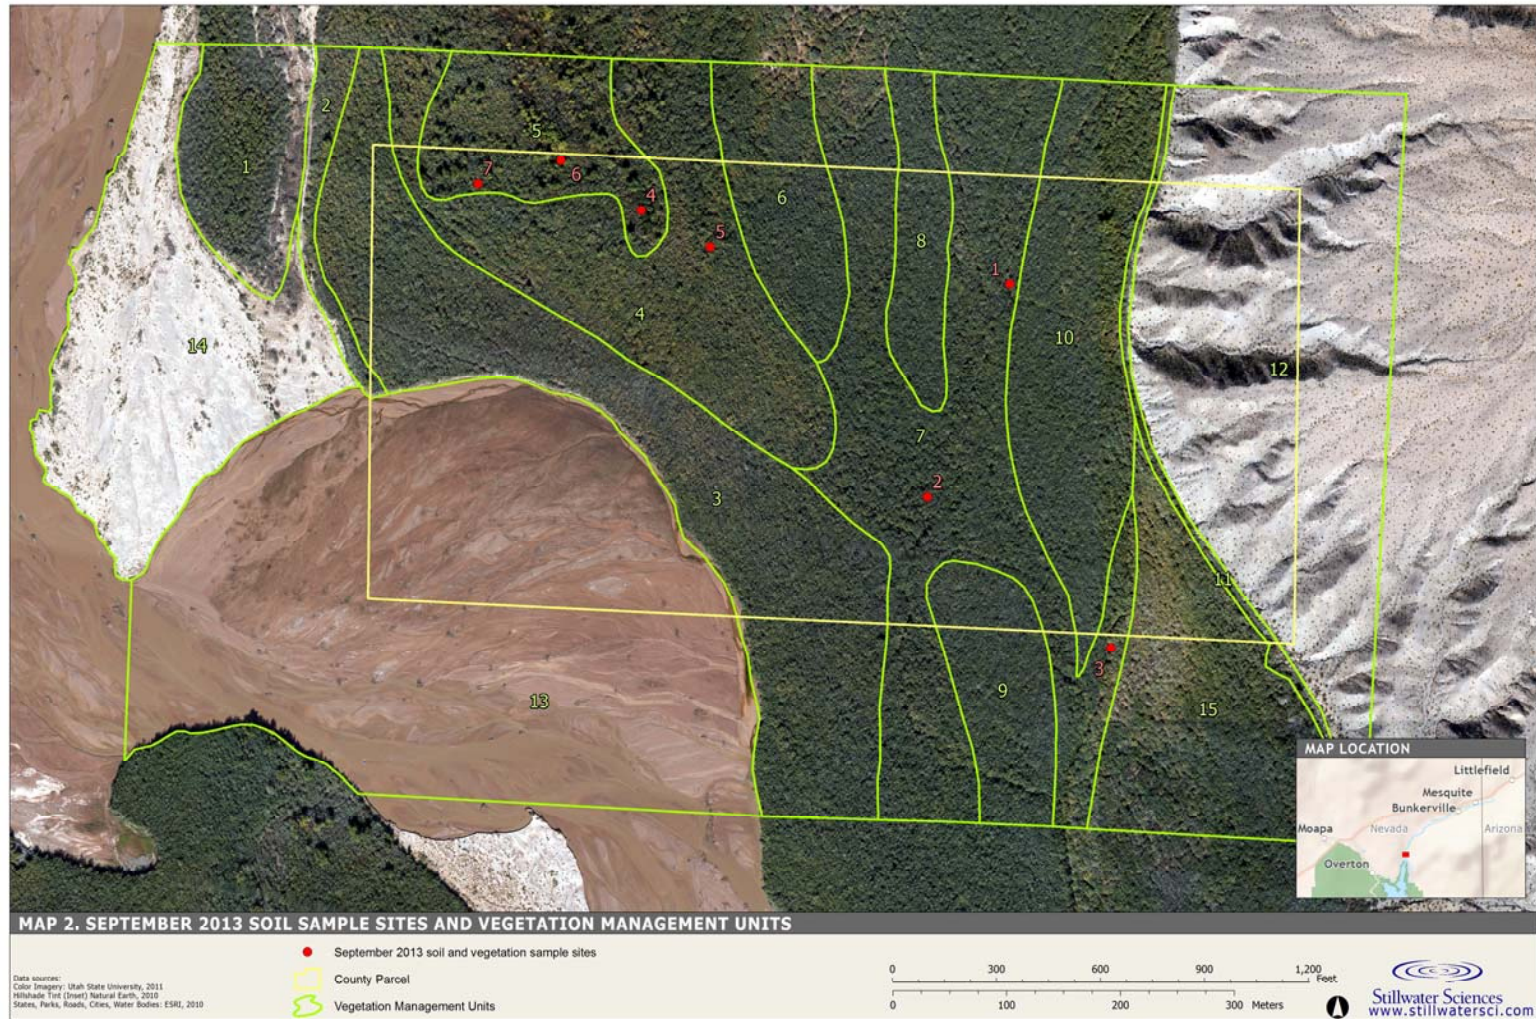 1
2
5
7
6
4
5
6
8
1
4
10
14
12
7
2
3
11
3
9
15
13
MAP LOCATION
Littlefield
Mesquite
Bunkerville
Moapa
Nevada
Arizona
Overton
MAP 2. SEPTEMBER 2013 SOIL SAMPLE SITES AND VEGETATION MANAGEMENT UNITS
September 2013 soil and vegetation sample sites
County Parcel
Vegetation Management Units
Data sources:
Color Imagery: Utah State University, 2011
Hillshade Tint (Inset) Natural Earth, 2010
States, Parks, Roads, Cities, Water Bodies: ESRI, 2010
0 300 600 900 1,200
Feet
0 100 200 300 Meters
Stillwater Sciences
www.stillwatersci.com